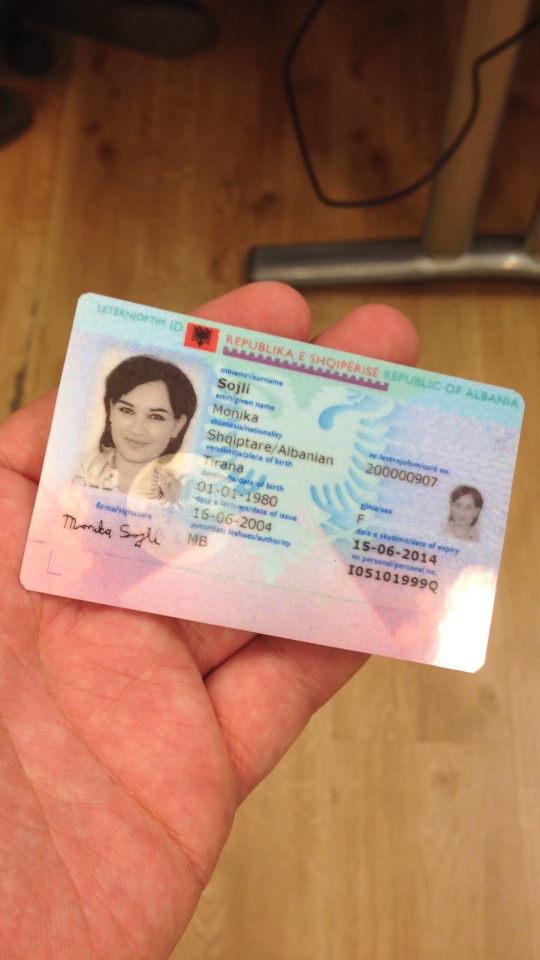 LETERNJOFTIM ID
REPUBLIKA E SHQIPËRISË REPUBLIC OF ALBANIA
mbiemri/surname
Sojli
emri/given name
Monika
shtetësia/nationality
Shqiptare/Albanian
vendlindja/place of birth
Tirana
datelindja/date of birth
01-01-1980
data e lëshimit/date of issue
16-06-2004
autoriteti lëshues/authority
MB
nr. leternjoftim/card no.
200000907
gjinia/sex
F
data e skadimit/date of expiry
15-06-2014
nr. personal/personal no.
I05101999Q
firma/signature
Monika Sojli